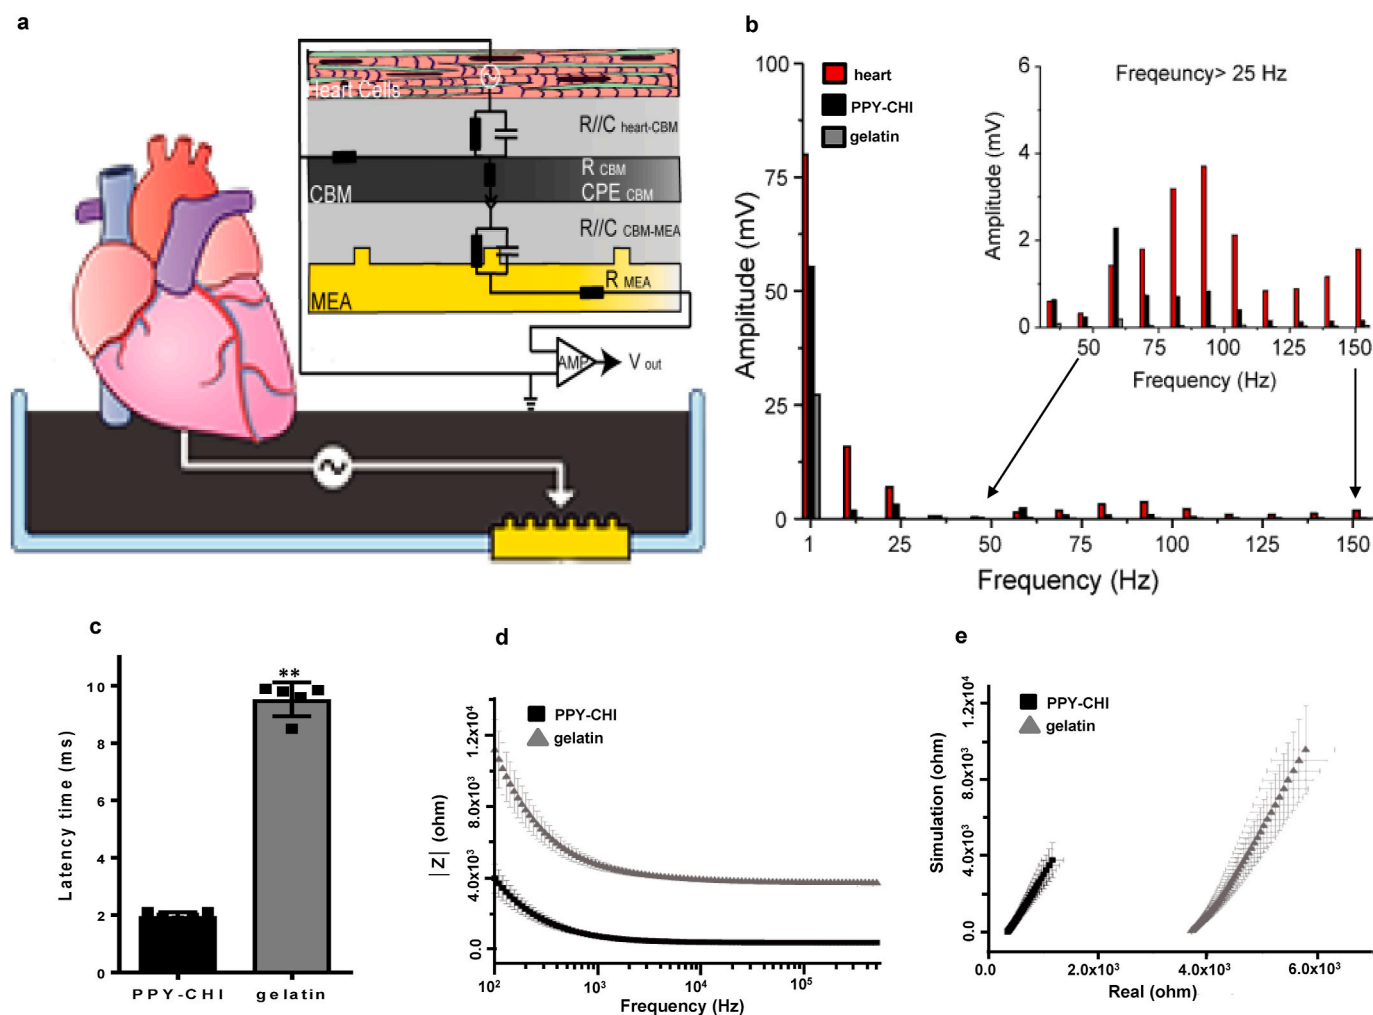 a
Heart Cells
R//C heart-CBM
R CBM
CBM
CPE CBM
R//C CBM-MEA
R MEA
MEA
AMP
V out
b
heart
PPY-CHI
gelatin
Amplitude (mV)
100
75
50
25
0
1
25
50
75
100
125
150
Frequency (Hz)
Freqeuncy> 25 Hz
Amplitude (mV)
6
4
2
0
50
75
100
125
150
Frequency (Hz)
c
Latency time (ms)
10
8
6
4
2
0
**
PPY-CHI
gelatin
d
PPY-CHI
gelatin
|Z| (ohm)
1.2x10⁴
8.0x10³
4.0x10³
0.0
10²
10³
10⁴
10⁵
Frequency (Hz)
e
PPY-CHI
gelatin
Simulation (ohm)
1.2x10⁴
8.0x10³
4.0x10³
0.0
0.0
2.0x10³
4.0x10³
6.0x10³
Real (ohm)